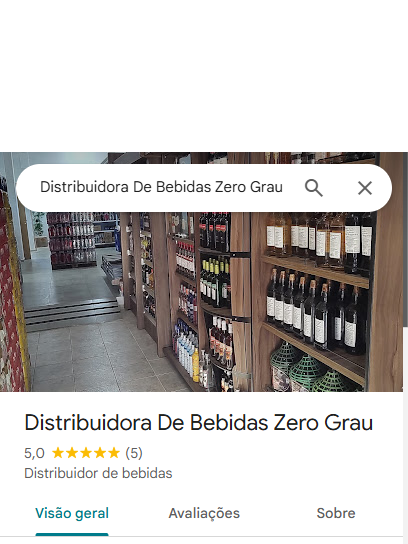 Distribuidora De Bebidas Zero Grau
Distribuidora De Bebidas Zero Grau
5,0 (5)
Distribuidor de bebidas
Visão geral Avaliações Sobre